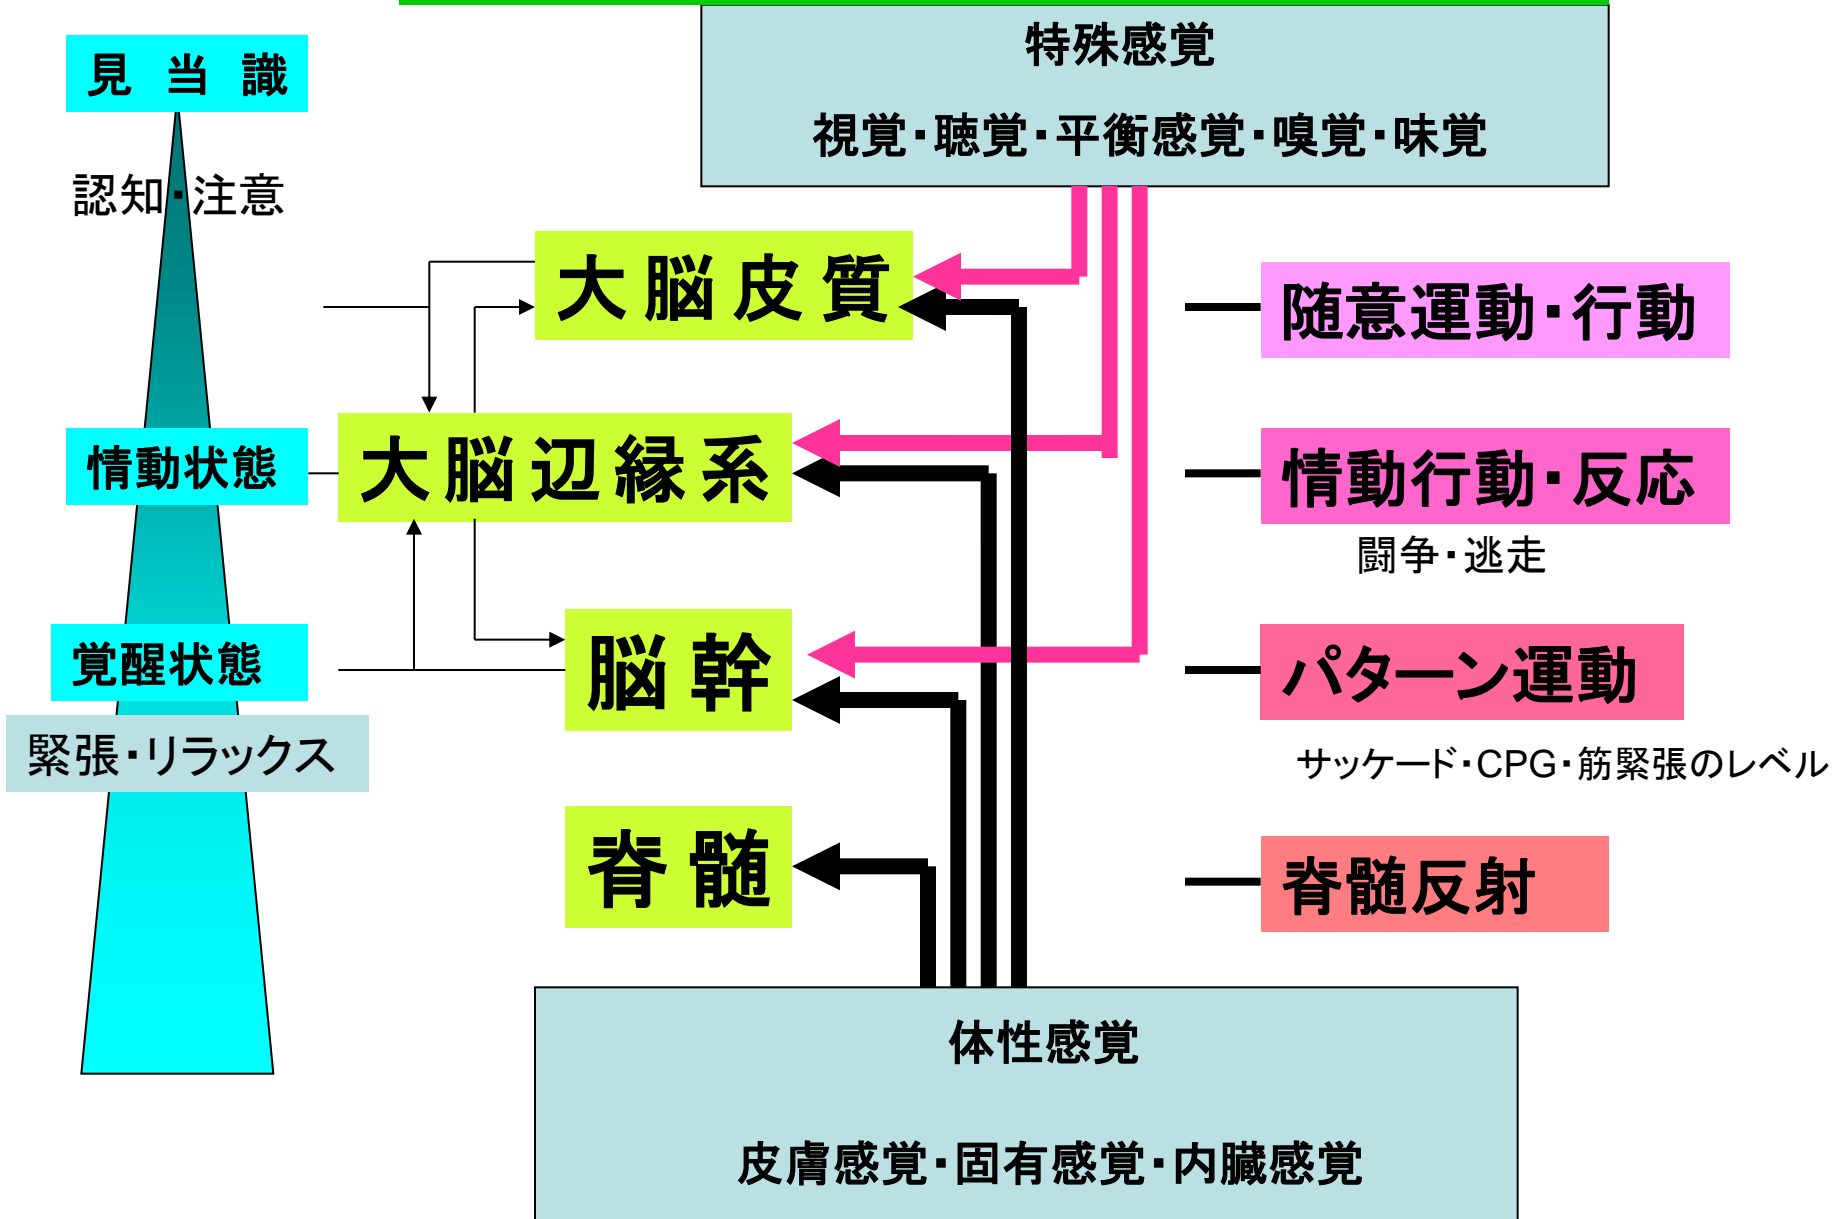 特殊感覚
視覚・聴覚・平衡感覚・嗅覚・味覚
見 当 識
認知・注意
大脳皮質
随意運動・行動
情動状態
大脳辺縁系
情動行動・反応
闘争・逃走
覚醒状態
脳幹
パターン運動
緊張・リラックス
サッケード・CPG・筋緊張のレベル
脊髄
脊髄反射
体性感覚
皮膚感覚・固有感覚・内臓感覚